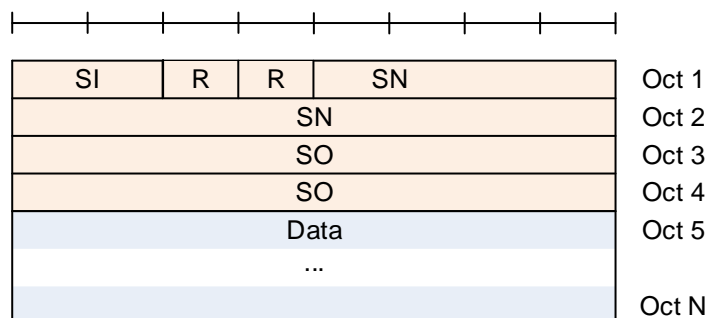 SI R R SN Oct 1
SN Oct 2
SO Oct 3
SO Oct 4
Data Oct 5
...
Oct N